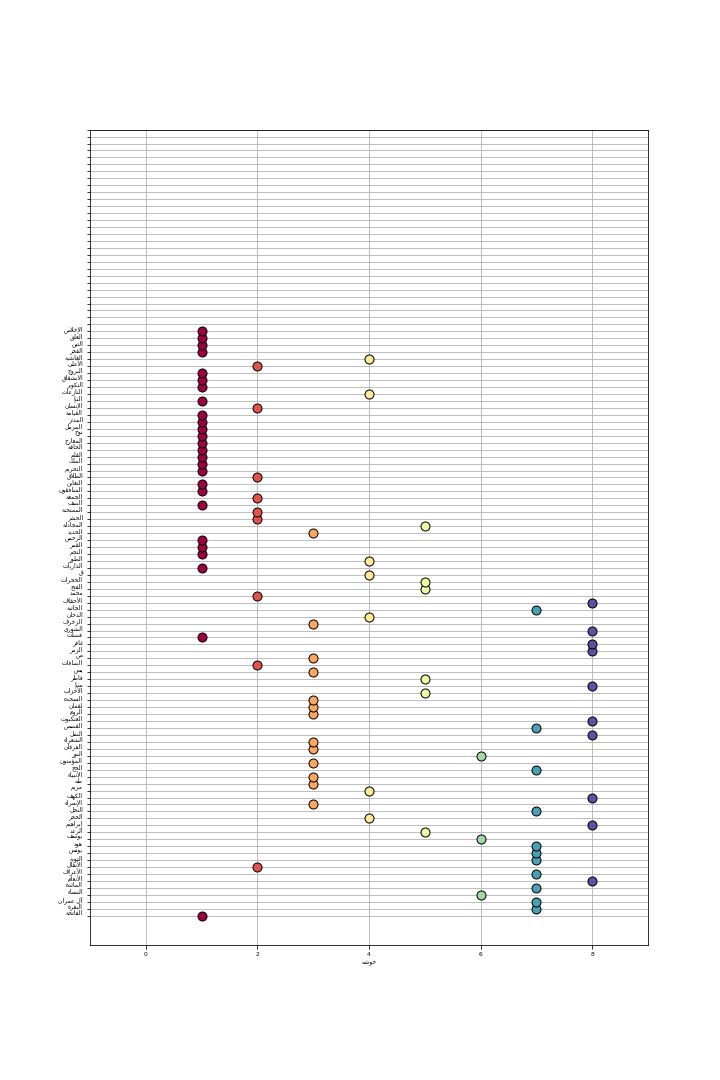 الإخلاص
العلق
التين
الفجر
الغاشية
الأعلى
البروج
الانشقاق
التكوير
النازعات
النبأ
الإنسان
القيامة
المدثر
المزمل
نوح
المعارج
الحاقة
القلم
الملك
التحريم
الطلاق
التغابن
المنافقون
الجمعة
الصف
الممتحنة
الحشر
المجادلة
الحديد
الرحمن
القمر
النجم
الطور
الذاريات
ق
الحجرات
الفتح
محمد
الأحقاف
الجاثية
الدخان
الزخرف
الشورى
فصلت
غافر
الزمر
ص
الصافات
يس
فاطر
سبأ
الأحزاب
السجدة
لقمان
الروم
العنكبوت
القصص
النمل
الشعراء
الفرقان
النور
المؤمنون
الحج
الأنبياء
طه
مريم
الكهف
الإسراء
النحل
الحجر
إبراهيم
الرعد
يوسف
هود
يونس
التوبة
الأنفال
الأعراف
الأنعام
المائدة
النساء
آل عمران
البقرة
الفاتحة
0 2 4 6 8
خوشه